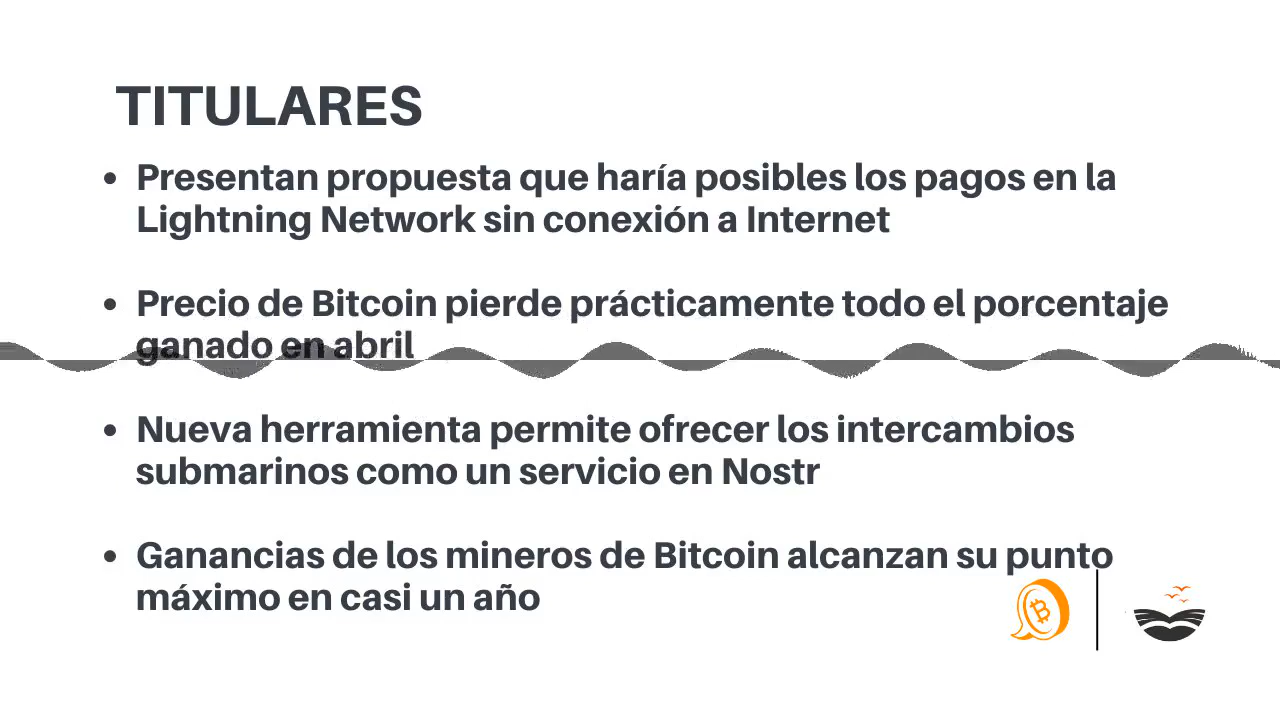 TITULARES
• Presentan propuesta que haría posibles los pagos en la
Lightning Network sin conexión a Internet
• Precio de Bitcoin pierde prácticamente todo el porcentaje
ganado en abril
• Nueva herramienta permite ofrecer los intercambios
submarinos como un servicio en Nostr
• Ganancias de los mineros de Bitcoin alcanzan su punto
máximo en casi un año